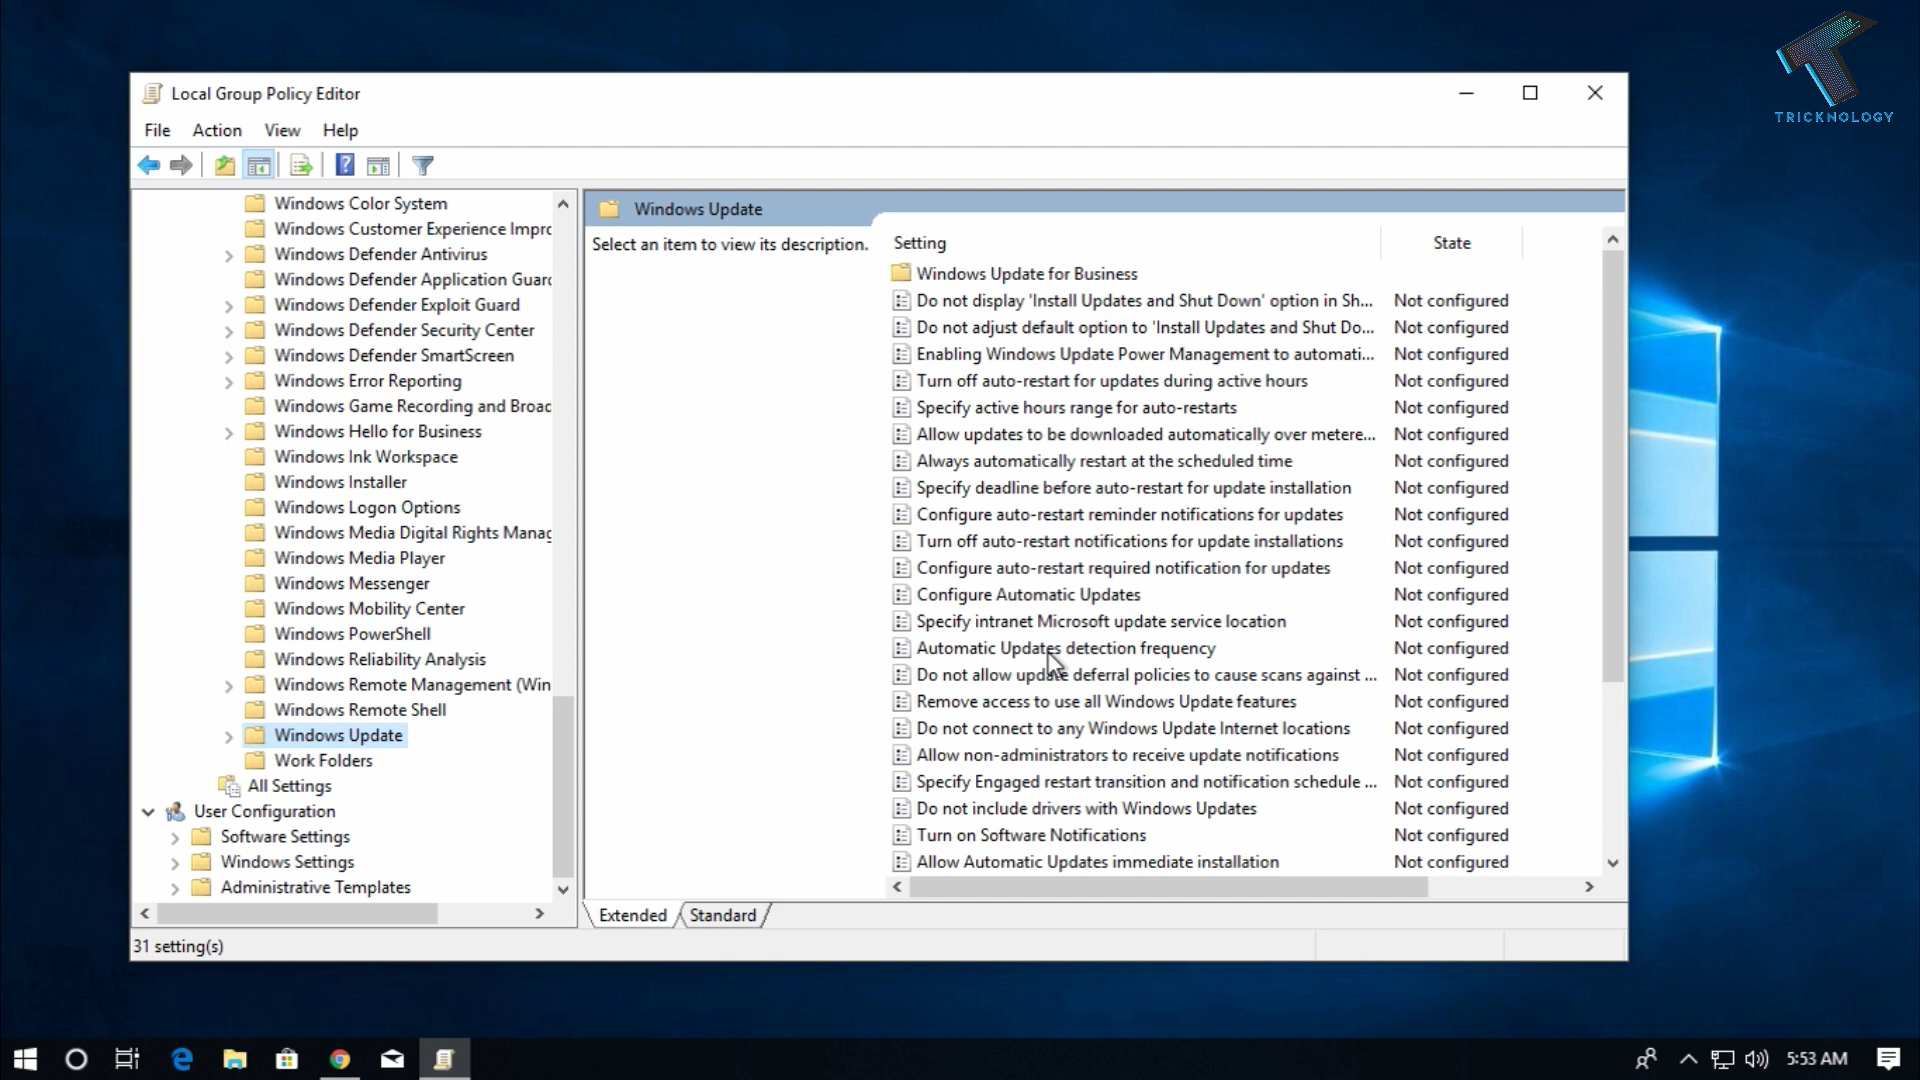 TRICKNOLOGY
Local Group Policy Editor
File Action View Help
Windows Color System
Windows Customer Experience Impro
Windows Defender Antivirus
Windows Defender Application Guard
Windows Defender Exploit Guard
Windows Defender Security Center
Windows Defender SmartScreen
Windows Error Reporting
Windows Game Recording and Broad
Windows Hello for Business
Windows Ink Workspace
Windows Installer
Windows Logon Options
Windows Media Digital Rights Manag
Windows Media Player
Windows Messenger
Windows Mobility Center
Windows PowerShell
Windows Reliability Analysis
Windows Remote Management (Win
Windows Remote Shell
Windows Update
Work Folders
All Settings
User Configuration
Software Settings
Windows Settings
Administrative Templates
Windows Update
Select an item to view its description.
Setting State
Windows Update for Business
Do not display 'Install Updates and Shut Down' option in Sh... Not configured
Do not adjust default option to 'Install Updates and Shut Do... Not configured
Enabling Windows Update Power Management to automati... Not configured
Turn off auto-restart for updates during active hours Not configured
Specify active hours range for auto-restarts Not configured
Allow updates to be downloaded automatically over metere... Not configured
Always automatically restart at the scheduled time Not configured
Specify deadline before auto-restart for update installation Not configured
Configure auto-restart reminder notifications for updates Not configured
Turn off auto-restart notifications for update installations Not configured
Configure auto-restart required notification for updates Not configured
Configure Automatic Updates Not configured
Specify intranet Microsoft update service location Not configured
Automatic Updates detection frequency Not configured
Do not allow update deferral policies to cause scans against ... Not configured
Remove access to use all Windows Update features Not configured
Do not connect to any Windows Update Internet locations Not configured
Allow non-administrators to receive update notifications Not configured
Specify Engaged restart transition and notification schedule ... Not configured
Do not include drivers with Windows Updates Not configured
Turn on Software Notifications Not configured
Allow Automatic Updates immediate installation Not configured
Extended Standard
31 setting(s)
5:53 AM